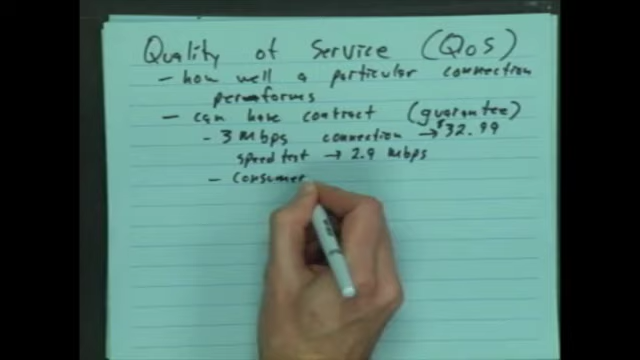 Quality of Service (QoS)
- how well a particular connection
performs
- can have contract (guarantee)
- 3 mbps connection → $32.99
speed test → 2.9 mbps
- consumer